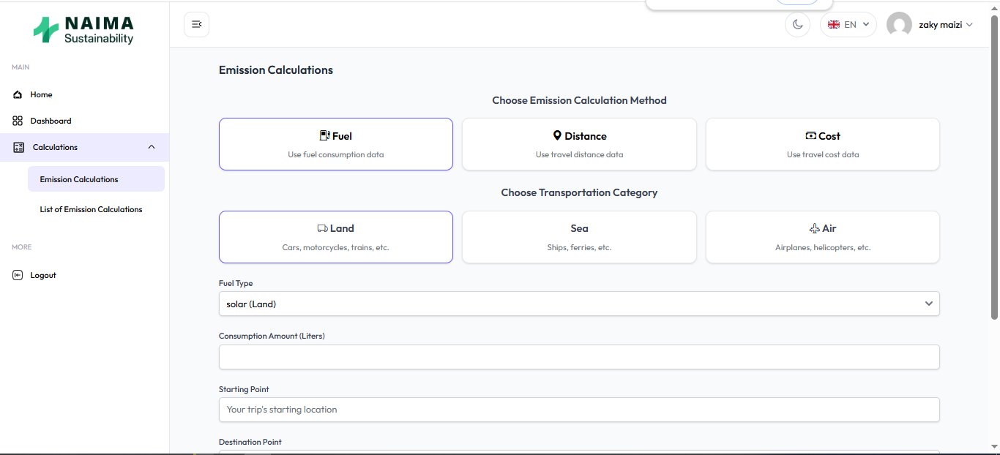 NAIMA
Sustainability
EN
zaky maizi
MAIN
Home
Dashboard
Calculations
Emission Calculations
List of Emission Calculations
MORE
Logout
Emission Calculations
Choose Emission Calculation Method
Fuel
Use fuel consumption data
Distance
Use travel distance data
Cost
Use travel cost data
Choose Transportation Category
Land
Cars, motorcycles, trains, etc.
Sea
Ships, ferries, etc.
Air
Airplanes, helicopters, etc.
Fuel Type
solar (Land)
Consumption Amount (Liters)
Starting Point
Your trip's starting location
Destination Point